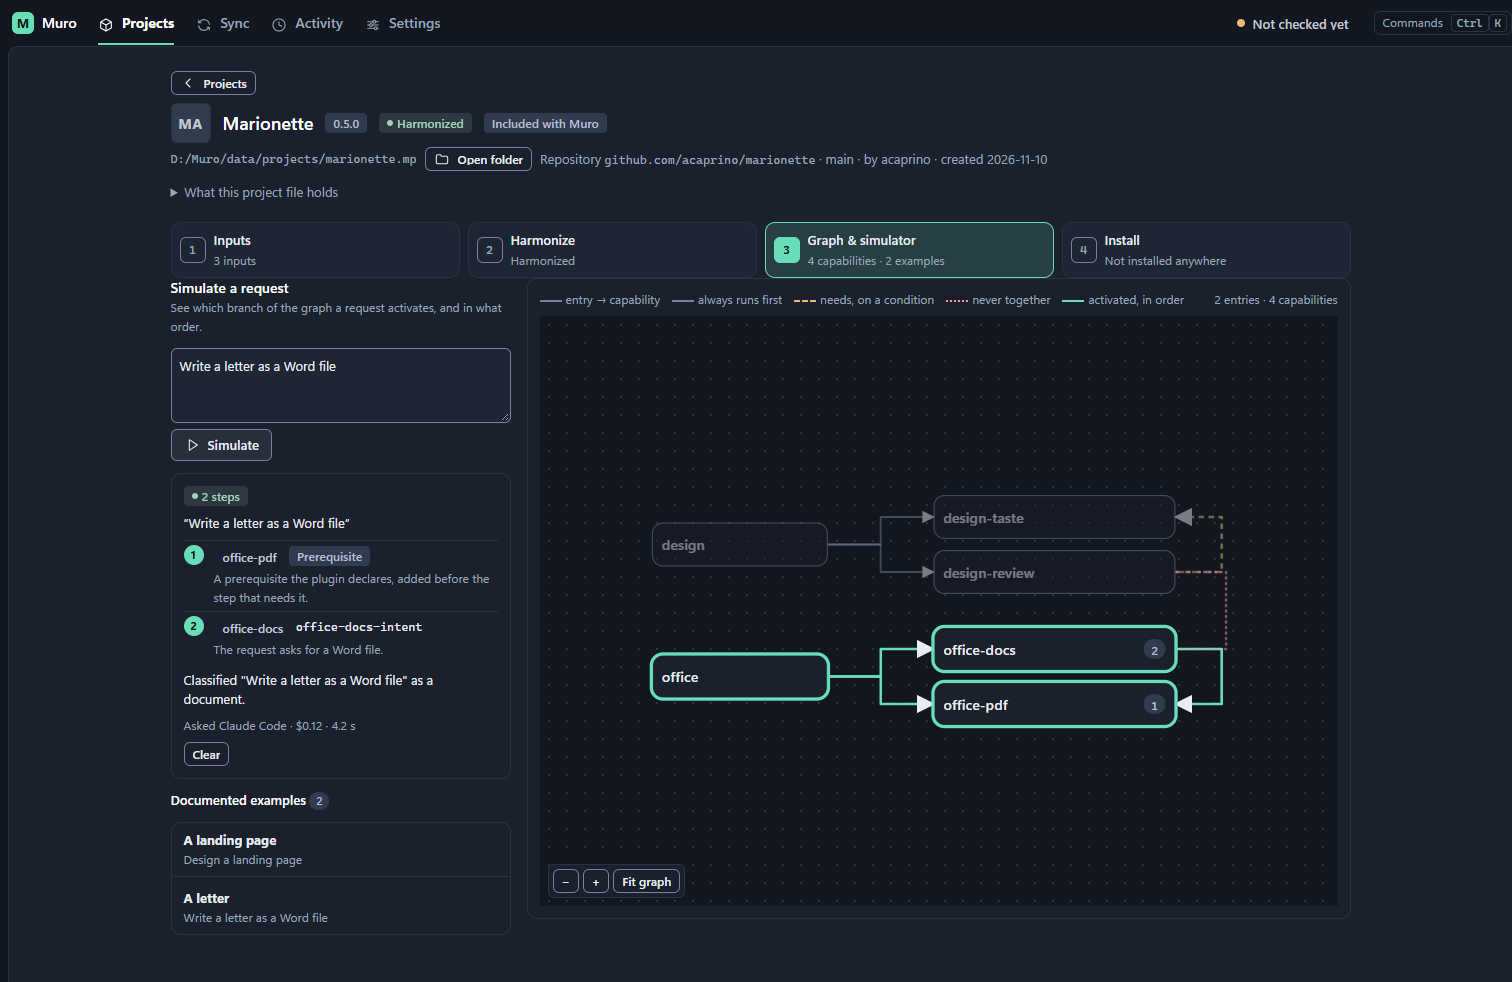 M Muro Projects Sync Activity Settings Not checked yet Commands Ctrl K
Projects
MA Marionette 0.5.0 Harmonized Included with Muro
D:/Muro/data/projects/marionette.mp Open folder Repository github.com/acaprino/marionette · main · by acaprino · created 2026-11-10
What this project file holds
1 Inputs
3 inputs
2 Harmonize
Harmonized
3 Graph & simulator
4 capabilities · 2 examples
4 Install
Not installed anywhere
Simulate a request
See which branch of the graph a request activates, and in what
order.
Write a letter as a Word file
Simulate
2 steps
"Write a letter as a Word file"
1 office-pdf Prerequisite
A prerequisite the plugin declares, added before the
step that needs it.
2 office-docs office-docs-intent
The request asks for a Word file.
Classified "Write a letter as a Word file" as a
document.
Asked Claude Code · $0.12 · 4.2 s
Clear
Documented examples 2
A landing page
Design a landing page
A letter
Write a letter as a Word file
entry → capability always runs first needs, on a condition never together activated, in order 2 entries · 4 capabilities
design
design-taste
design-review
office
office-docs 2
office-pdf 1
− + Fit graph